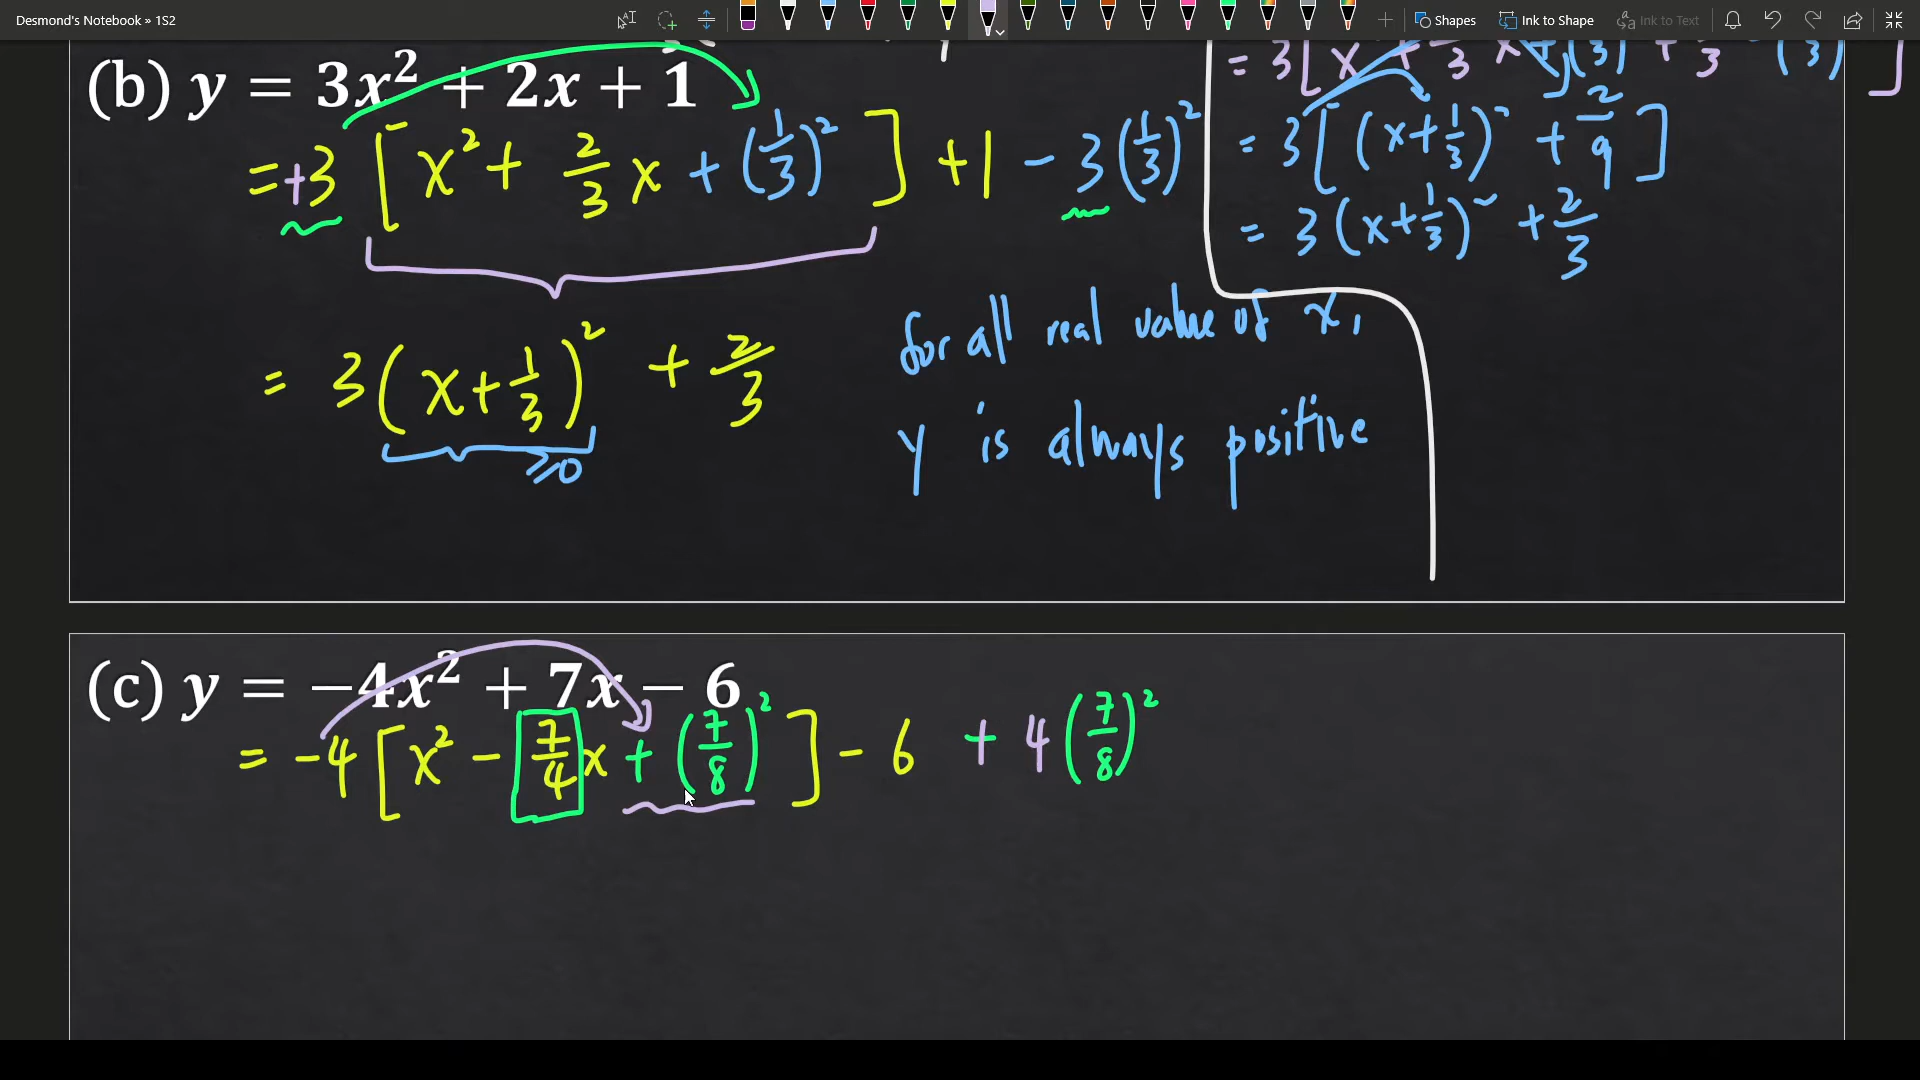 Desmond's Notebook » 1S2
Shapes Ink to Shape Ink to Text
(b) y = 3x² + 2x + 1
= +3 [ x² + 2/3 x + (1/3)² ] + 1 - 3 (1/3)²
= 3 (x + 1/3)² + 2/3
≥0
= 3 [ (x + 1/3)² + 2/9 ]
= 3 (x + 1/3)² + 2/3
for all real value of x,
y is always positive
(c) y = −4x² + 7x − 6
= -4 [ x² - 7/4 x + (7/8)² ] - 6 + 4 (7/8)²